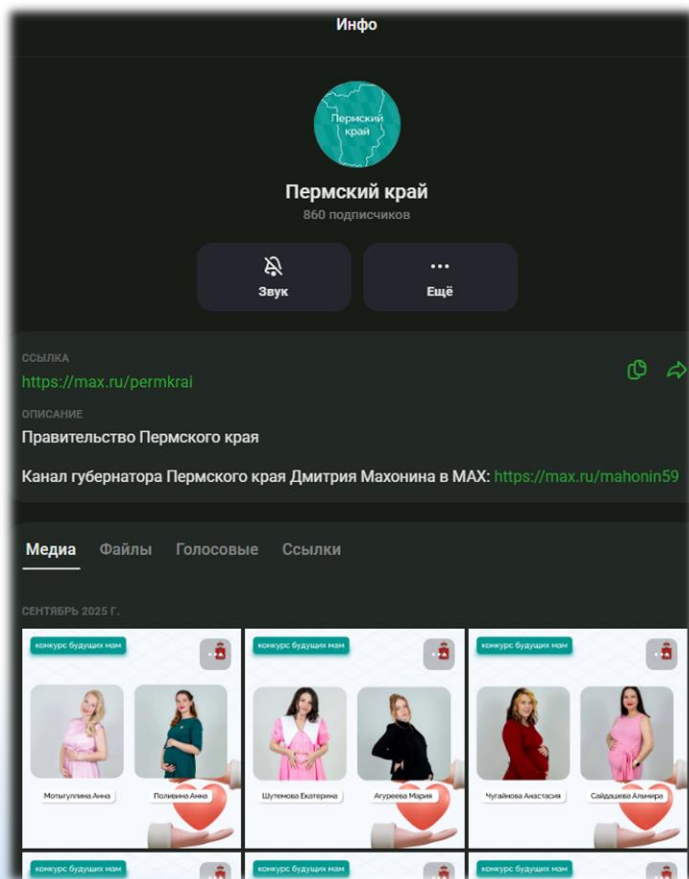 Инфо
Пермский
край
Пермский край
860 подписчиков
Звук
Ещё
ССЫЛКА
https://max.ru/permkrai
ОПИСАНИЕ
Правительство Пермского края
Канал губернатора Пермского края Дмитрия Махонина в MAX: https://max.ru/mahonin59
Медиа Файлы Голосовые Ссылки
СЕНТЯБРЬ 2025 Г.
конкурс будущих мам
конкурс будущих мам
конкурс будущих мам
Мотыгуллина Анна
Поливина Анна
Шутемова Екатерина
Агуреева Мария
Чугайнова Анастасия
Сайдашева Альмира
конкурс будущих мам
конкурс будущих мам
конкурс будущих мам